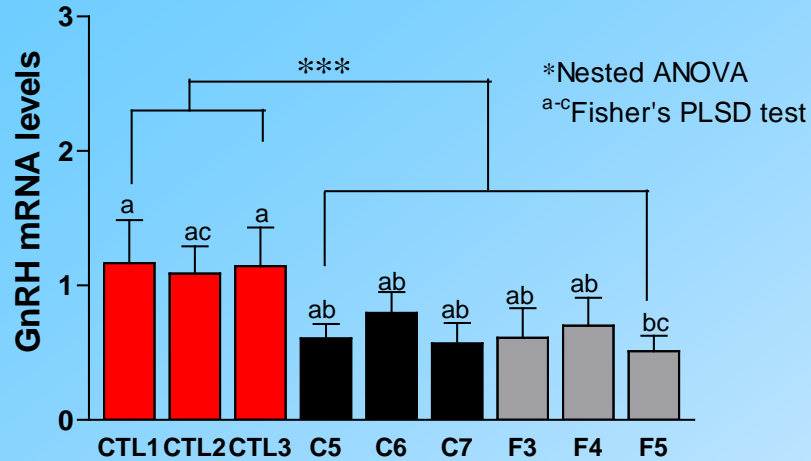 3
***
*Nested ANOVA
a-cFisher's PLSD test
GnRH mRNA levels
2
a
ac
a
1
ab
ab
ab
ab
ab
bc
0
CTL1 CTL2 CTL3 C5 C6 C7 F3 F4 F5